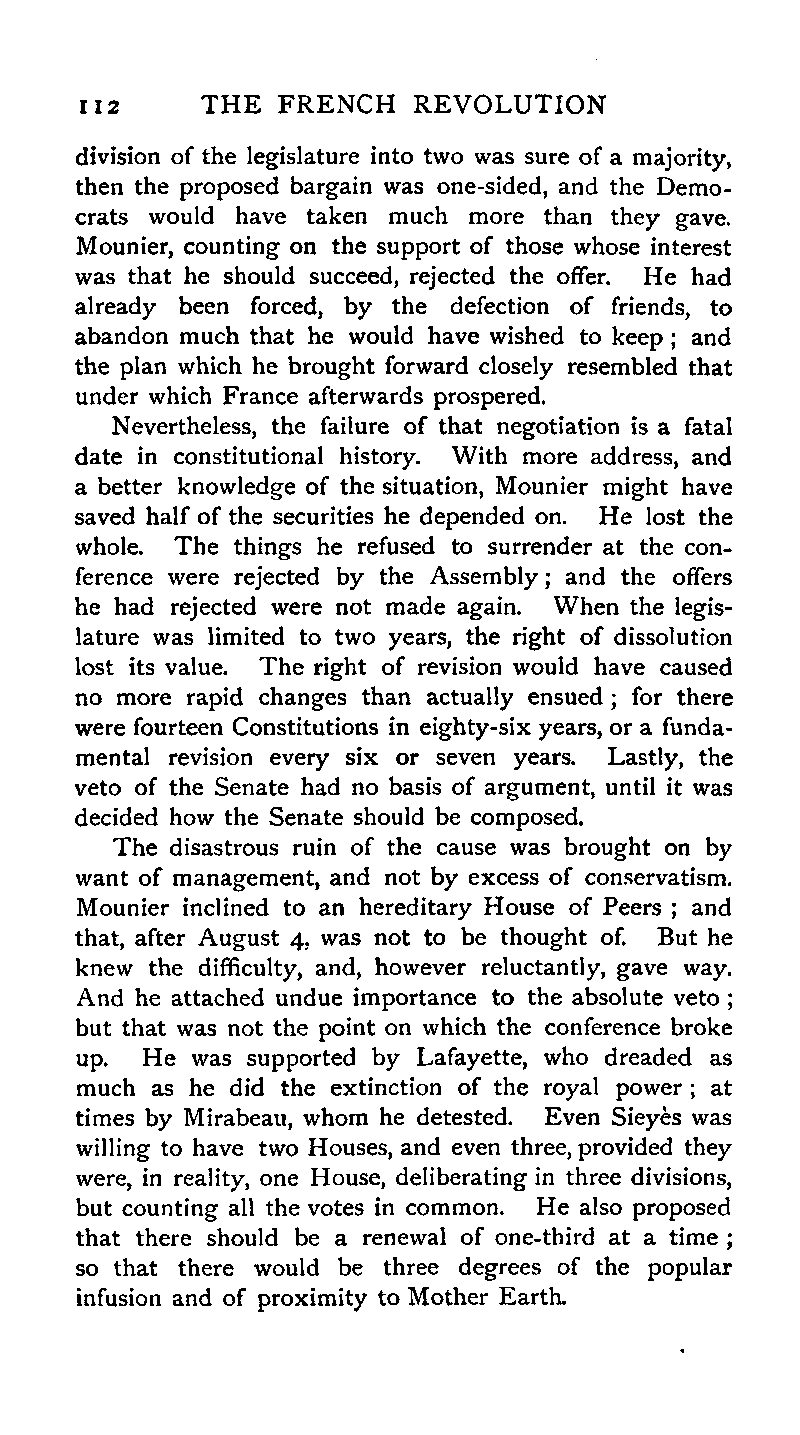 112 THE FRENCH REVOLUTION
division of the legislature into two was sure of a majority,
then the proposed bargain was one-sided, and the Demo-
crats would have taken much more than they gave.
Mounier, counting on the support of those whose interest
was that he should succeed, rejected the offer. He had
already been forced, by the defection of friends, to
abandon much that he would have wished to keep ; and
the plan which he brought forward closely resembled that
under which France afterwards prospered.
Nevertheless, the failure of that negotiation is a fatal
date in constitutional history. With more address, and
a better knowledge of the situation, Mounier might have
saved half of the securities he depended on. He lost the
whole. The things he refused to surrender at the con-
ference were rejected by the Assembly ; and the offers
he had rejected were not made again. When the legis-
lature was limited to two years, the right of dissolution
lost its value. The right of revision would have caused
no more rapid changes than actually ensued ; for there
were fourteen Constitutions in eighty-six years, or a funda-
mental revision every six or seven years. Lastly, the
veto of the Senate had no basis of argument, until it was
decided how the Senate should be composed.
The disastrous ruin of the cause was brought on by
want of management, and not by excess of conservatism.
Mounier inclined to an hereditary House of Peers ; and
that, after August 4, was not to be thought of. But he
knew the difficulty, and, however reluctantly, gave way.
And he attached undue importance to the absolute veto ;
but that was not the point on which the conference broke
up. He was supported by Lafayette, who dreaded as
much as he did the extinction of the royal power ; at
times by Mirabeau, whom he detested. Even Sieyès was
willing to have two Houses, and even three, provided they
were, in reality, one House, deliberating in three divisions,
but counting all the votes in common. He also proposed
that there should be a renewal of one-third at a time ;
so that there would be three degrees of the popular
infusion and of proximity to Mother Earth.